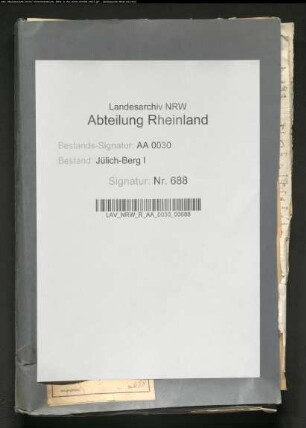 Landesarchiv NRW
Abteilung Rheinland
Bestands-Signatur: AA 0030
Bestand: Jülich-Berg I
Signatur: Nr. 688
LAV_NRW_R_AA_0030_00688